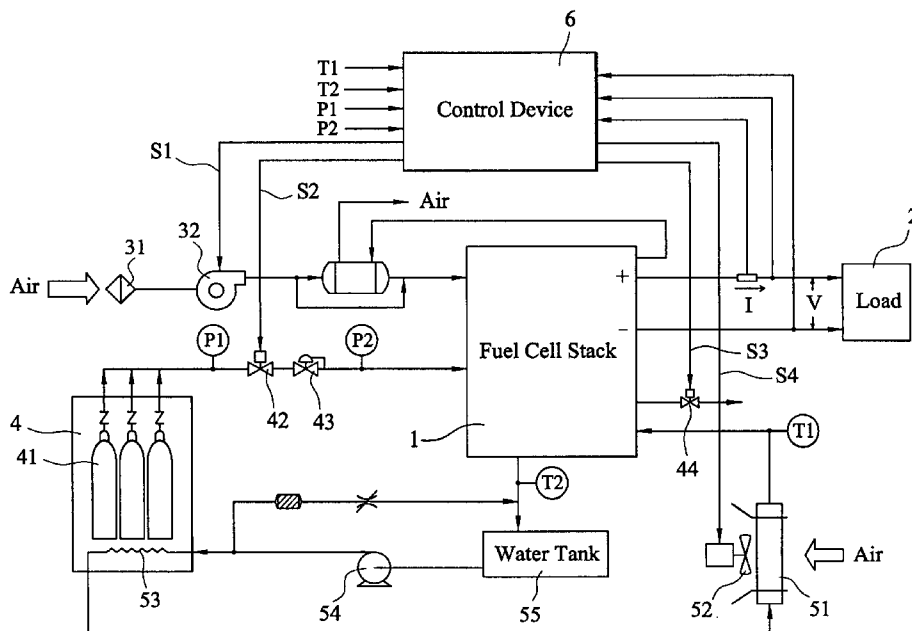 6
T1
T2
P1
P2
Control Device
S1
S2
Air
31
32
2
Air
+
I
V
Load
P1
P2
−
Fuel Cell Stack
S3
S4
42
43
4
41
1
44
T1
T2
Water Tank
Air
53
54
55
52
51